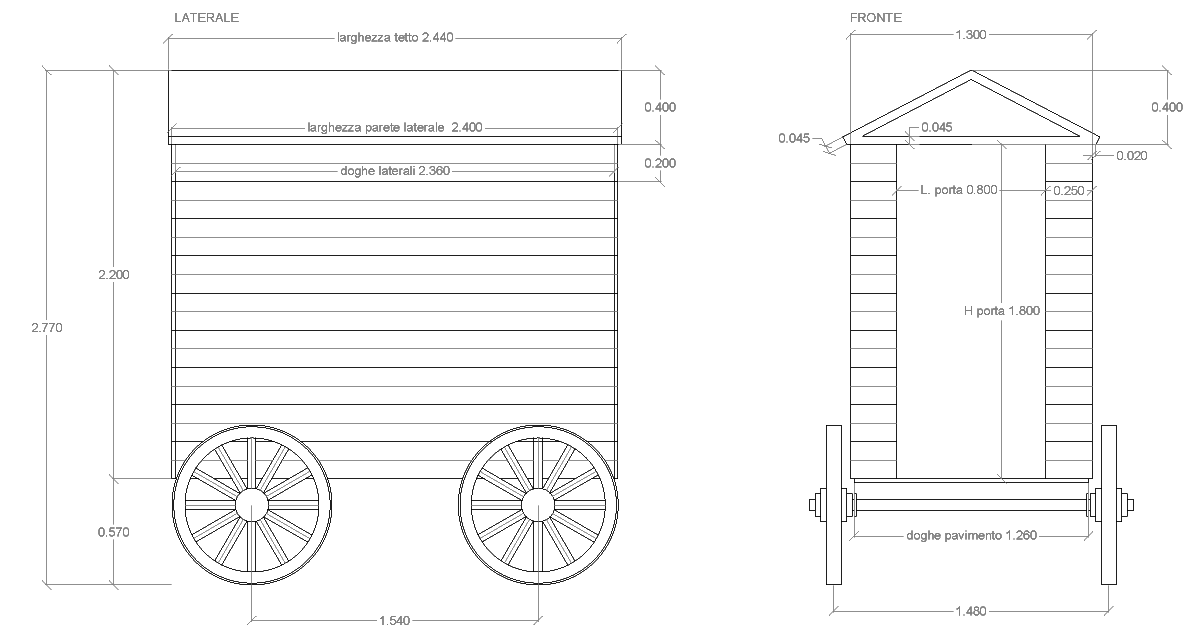 LATERALE
larghezza tetto 2.440
larghezza parete laterale 2.400
doghe laterali 2.360
0.400
0.200
2.200
2.770
0.570
1.540
FRONTE
1.300
0.400
0.045
0.045
0.020
L. porta 0.800
0.250
H porta 1.800
doghe pavimento 1.260
1.480